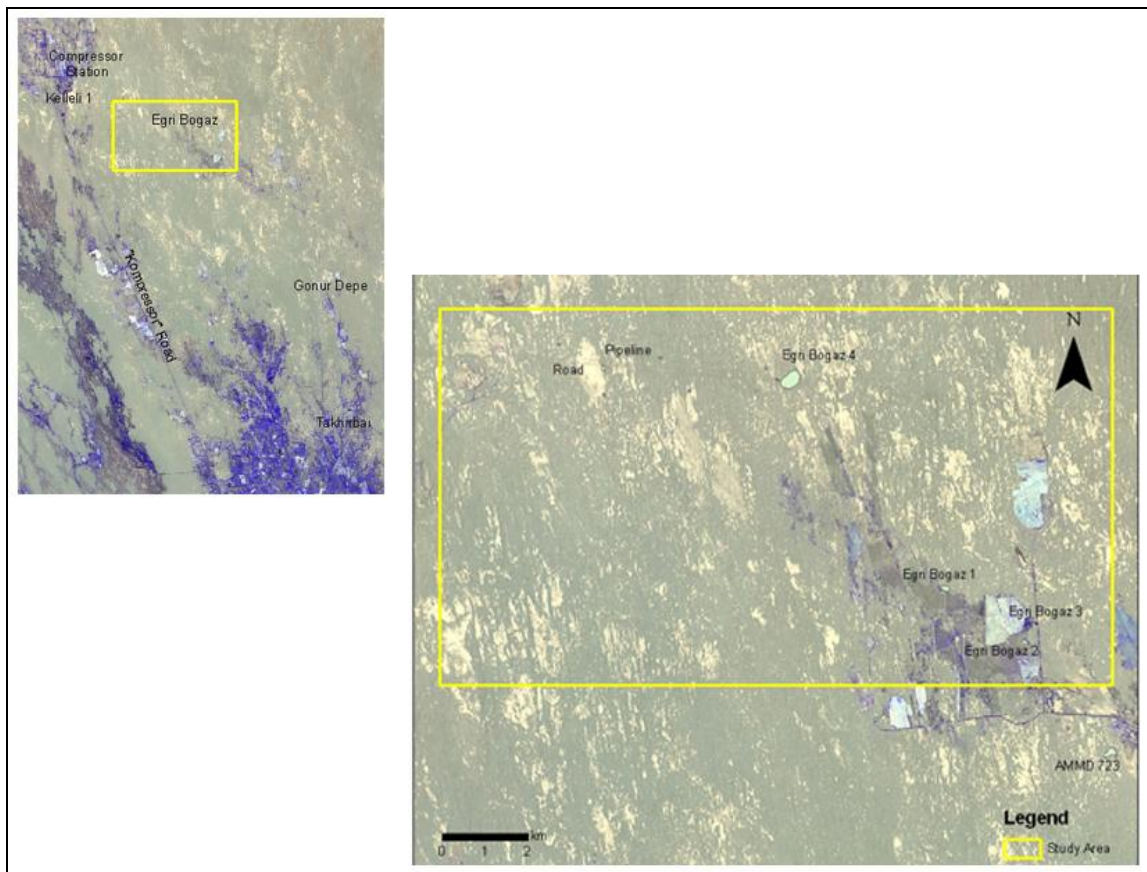 Compressor
Station
Kelleli 1
Egri Bogaz
"Kompressor" Road
Gonur Depe
Takhirbai
N
Pipeline
Road
Egri Bogaz 4
Egri Bogaz 1
Egri Bogaz 3
Egri Bogaz 2
AMMD 723
Legend
Study Area
km
0 1 2